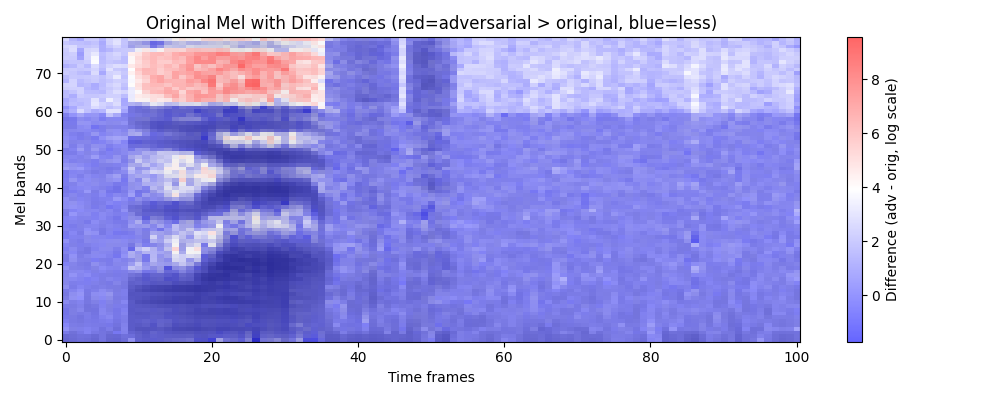 Original Mel with Differences (red=adversarial > original, blue=less)
Mel bands
70
60
50
40
30
20
10
0
0 20 40 60 80 100
Time frames
8
6
4
2
0
Difference (adv - orig, log scale)